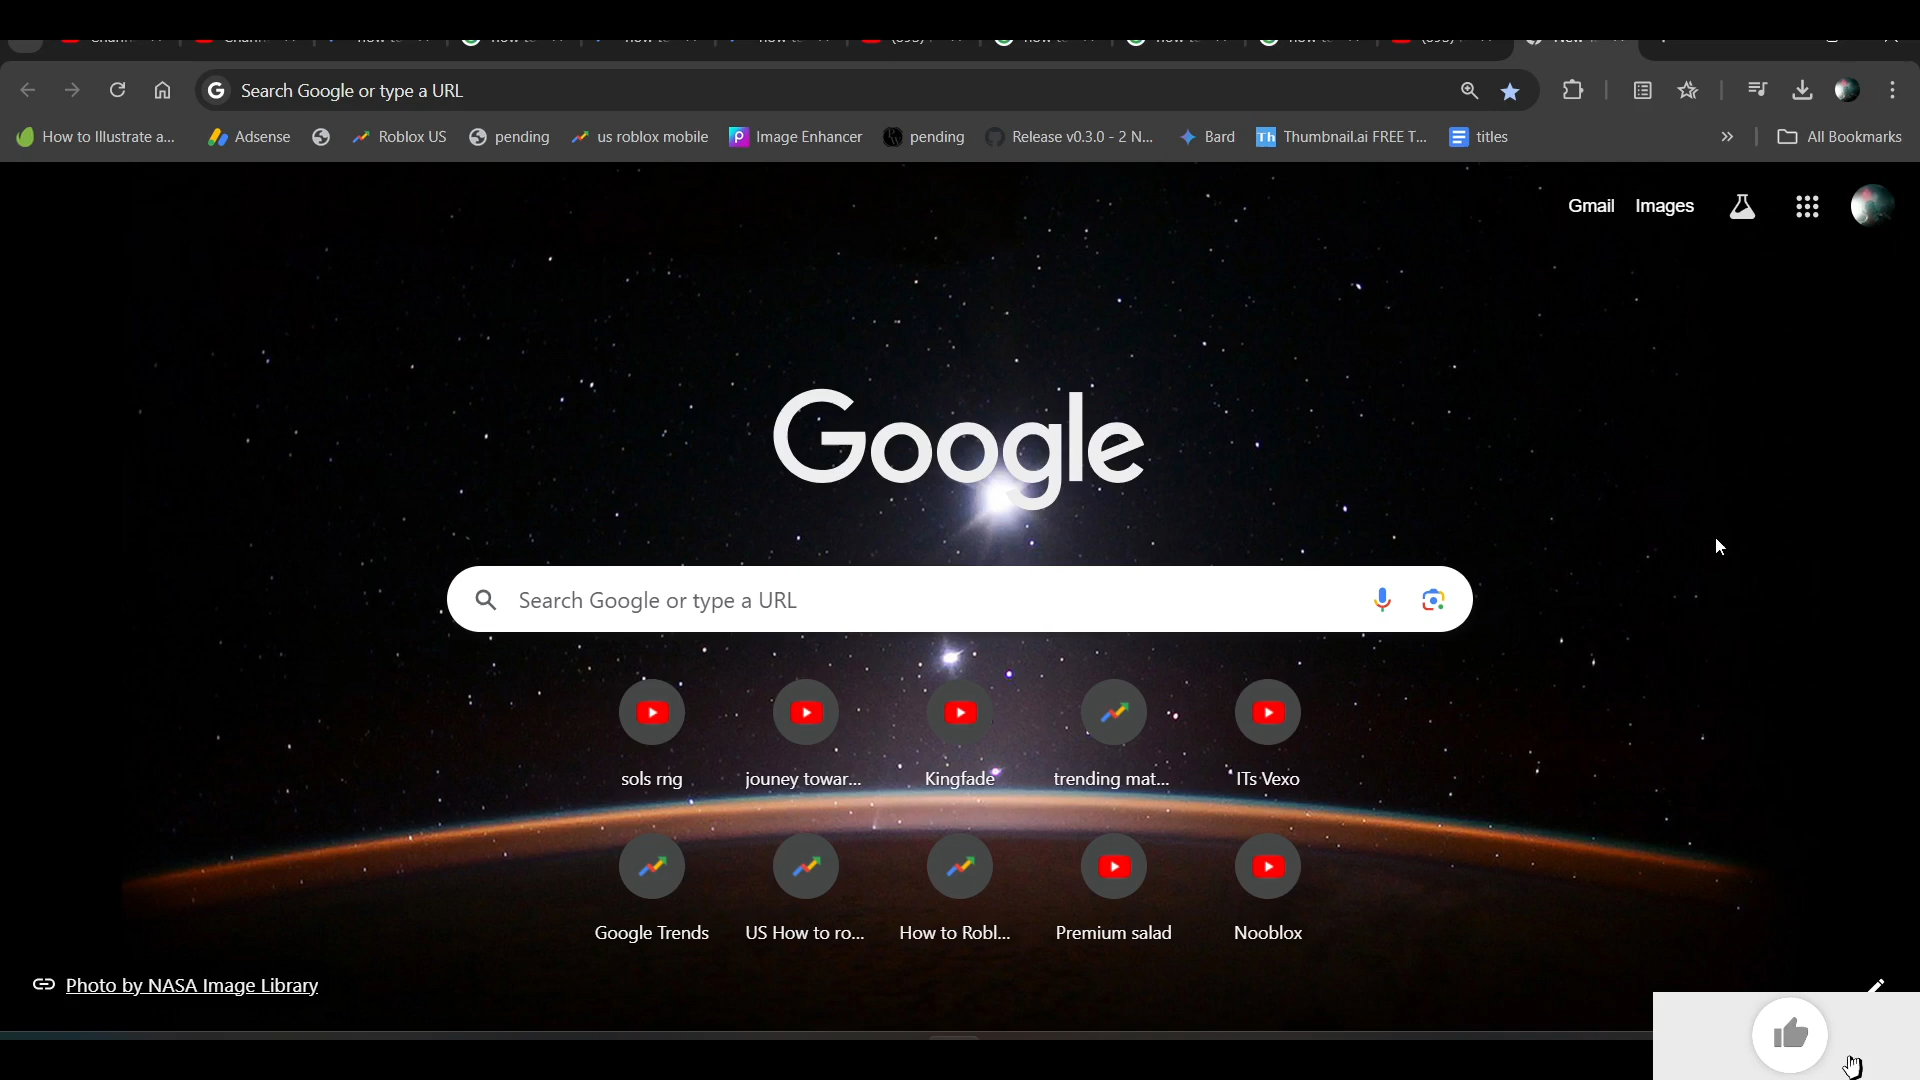 Search Google or type a URL
How to Illustrate a...
Adsense
Roblox US
pending
us roblox mobile
Image Enhancer
pending
Release v0.3.0 - 2 N...
Bard
Th
Thumbnail.ai FREE T...
titles
All Bookmarks
Gmail
Images
Google
Search Google or type a URL
sols rng
jouney towar...
Kingfade
trending mat...
ITs Vexo
Google Trends
US How to ro...
How to Robl...
Premium salad
Nooblox
Photo by NASA Image Library